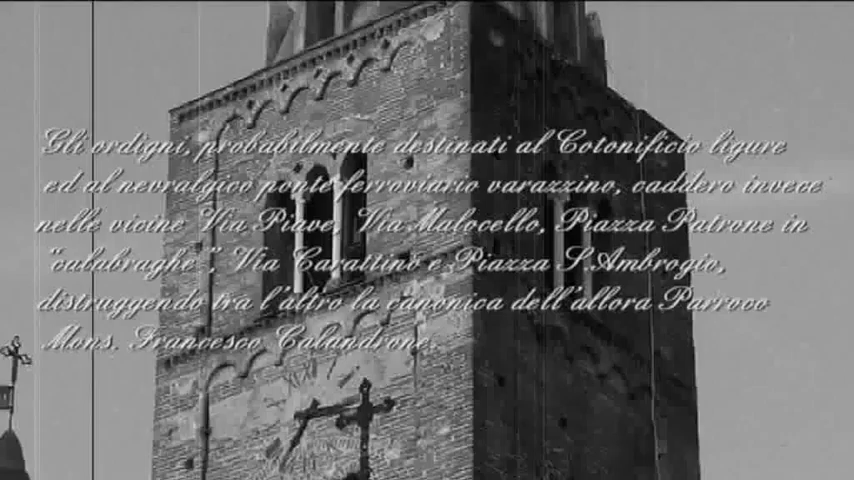 Gli ordigni, probabilmente destinati al Cotonificio ligure
ed al nevralgico ponte ferroviario varazzino, caddero invece
nelle vicine Via Piave, Via Malocello, Piazza Patrone in
“calabraghe”, Via Carattino e Piazza S.Ambrogio,
distruggendo tra l'altro la canonica dell'allora Parroco
Mons. Francesco Calandrone.